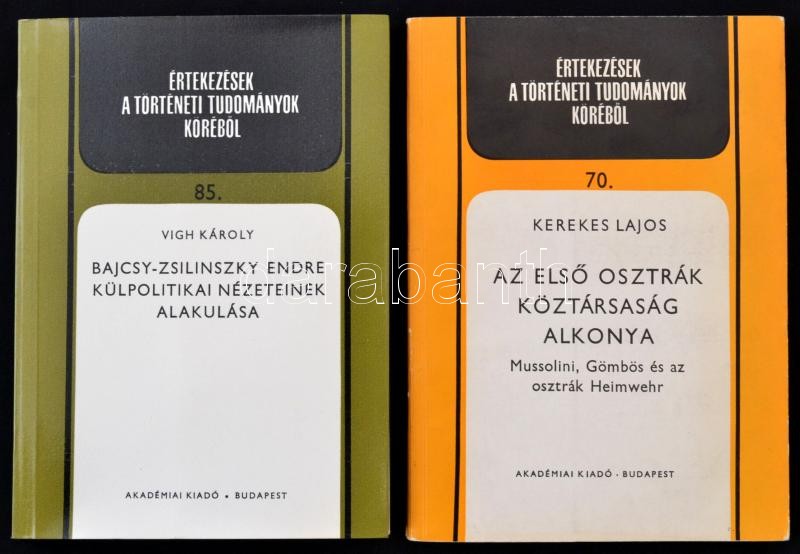 ÉRTEKEZÉSEK
A TÖRTÉNETI TUDOMÁNYOK
KÖRÉBŐL
85.
VIGH KÁROLY
BAJCSY-ZSILINSZKY ENDRE
KÜLPOLITIKAI NÉZETEINEK
ALAKULÁSA
AKADÉMIAI KIADÓ • BUDAPEST
ÉRTEKEZÉSEK
A TÖRTÉNETI TUDOMÁNYOK
KÖRÉBŐL
70.
KEREKES LAJOS
AZ ELSŐ OSZTRÁK
KÖZTÁRSASÁG
ALKONYA
Mussolini, Gömbös és az
osztrák Heimwehr
AKADÉMIAI KIADÓ · BUDAPEST
darabanth